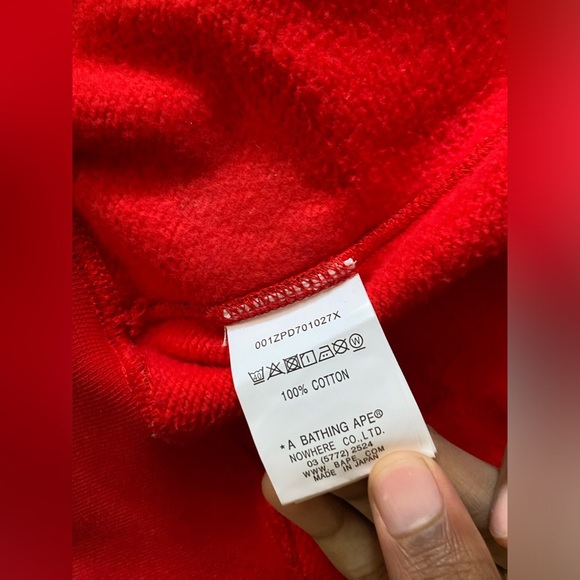 001ZPD701027X
100% COTTON
*A BATHING APE®
NOWHERE CO.,LTD.
03 (5772) 2524
WWW.BAPE.COM
MADE IN JAPAN